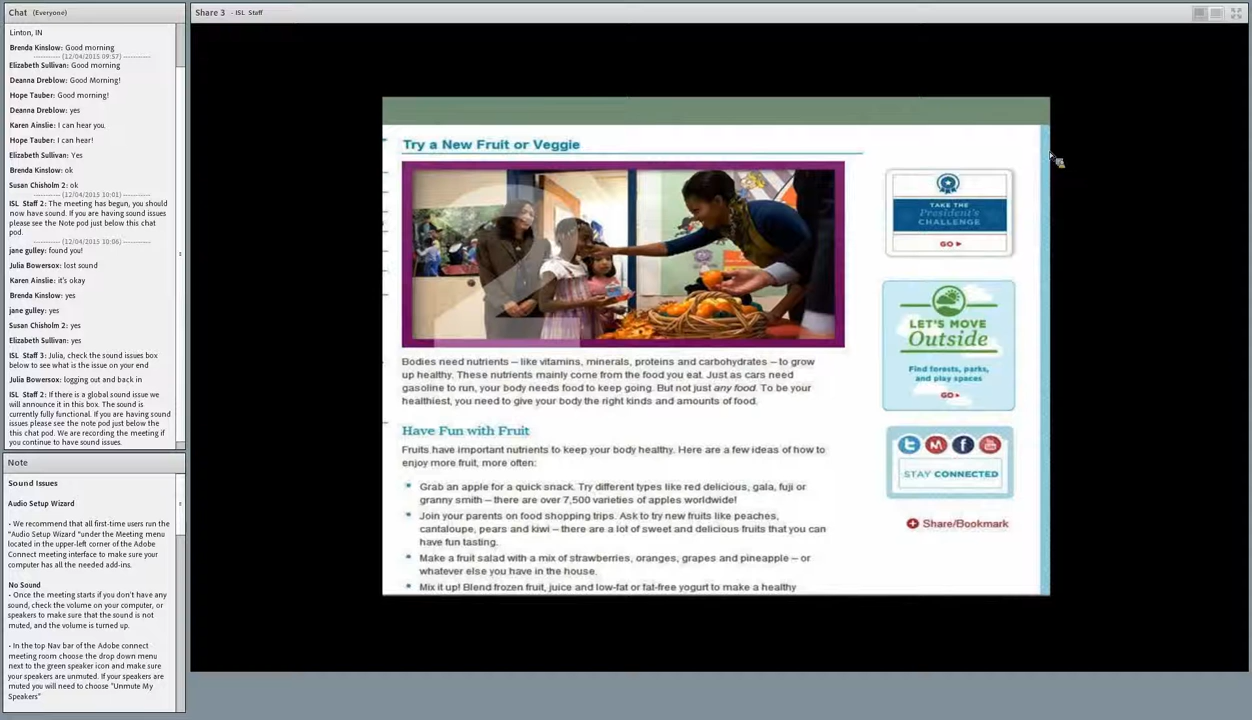 Chat (Everyone)
Linton, IN
Brenda Kinslow: Good morning
----------- (12/04/2015 09:57) -----------
Elizabeth Sullivan: Good morning
Deanna Dreblow: Good Morning!
Hope Tauber: Good morning!
Deanna Dreblow: yes
Karen Ainslie: I can hear you.
Hope Tauber: I can hear!
Elizabeth Sullivan: Yes
Brenda Kinslow: ok
Susan Chisholm 2: ok
----------- (12/04/2015 10:01) -----------
ISL Staff 2: The meeting has begun, you should
now have sound. If you are having sound issues
please see the Note pod just below this chat
pod.
----------- (12/04/2015 10:06) -----------
jane gulley: found you!
Julia Bowersox: lost sound
Karen Ainslie: it's okay
Brenda Kinslow: yes
jane gulley: yes
Susan Chisholm 2: yes
Elizabeth Sullivan: yes
ISL Staff 3: Julia, check the sound issues box
below to see what is the issue on your end
Julia Bowersox: logging out and back in
ISL Staff 2: If there is a global sound issue we
will announce it in this box. The sound is
currently fully functional. If you are having sound
issues please see the note pod just below the
this chat pod. We are recording the meeting if
you continue to have sound issues.
Note
Sound Issues
Audio Setup Wizard
• We recommend that all first-time users run the
"Audio Setup Wizard "under the Meeting menu
located in the upper-left corner of the Adobe
Connect meeting interface to make sure your
computer has all the needed add-ins.
No Sound
• Once the meeting starts if you don't have any
sound, check the volume on your computer, or
speakers to make sure that the sound is not
muted, and the volume is turned up.
• In the top Nav bar of the Adobe connect
meeting room choose the drop down menu
next to the green speaker icon and make sure
your speakers are unmuted. If your speakers are
muted you will need to choose "Unmute My
Speakers"
Share 3 - ISL Staff
Try a New Fruit or Veggie
2
Bodies need nutrients – like vitamins, minerals, proteins and carbohydrates – to grow
up healthy. These nutrients mainly come from the food you eat. Just as cars need
gasoline to run, your body needs food to keep going. But not just any food. To be your
healthiest, you need to give your body the right kinds and amounts of food.
Have Fun with Fruit
Fruits have important nutrients to keep your body healthy. Here are a few ideas of how to
enjoy more fruit, more often:
Grab an apple for a quick snack. Try different types like red delicious, gala, fuji or
granny smith – there are over 7,500 varieties of apples worldwide!
Join your parents on food shopping trips. Ask to try new fruits like peaches,
cantaloupe, pears and kiwi – there are a lot of sweet and delicious fruits that you can
have fun tasting.
Make a fruit salad with a mix of strawberries, oranges, grapes and pineapple – or
whatever else you have in the house.
Mix it up! Blend frozen fruit, juice and low-fat or fat-free yogurt to make a healthy
TAKE THE
President's
CHALLENGE
GO
LET'S MOVE
Outside
Find forests, parks,
and play spaces
GO
STAY CONNECTED
Share/Bookmark